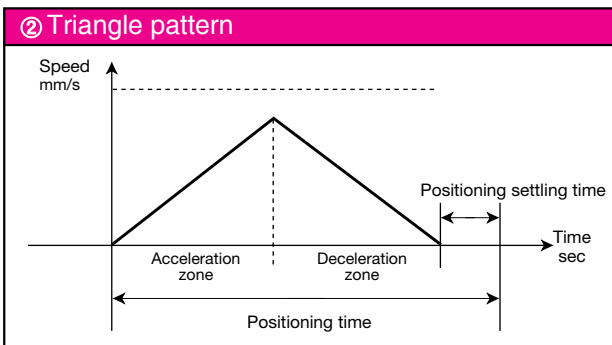 ② Triangle pattern
Speed
mm/s
Positioning settling time
Time
sec
Acceleration
zone
Deceleration
zone
Positioning time